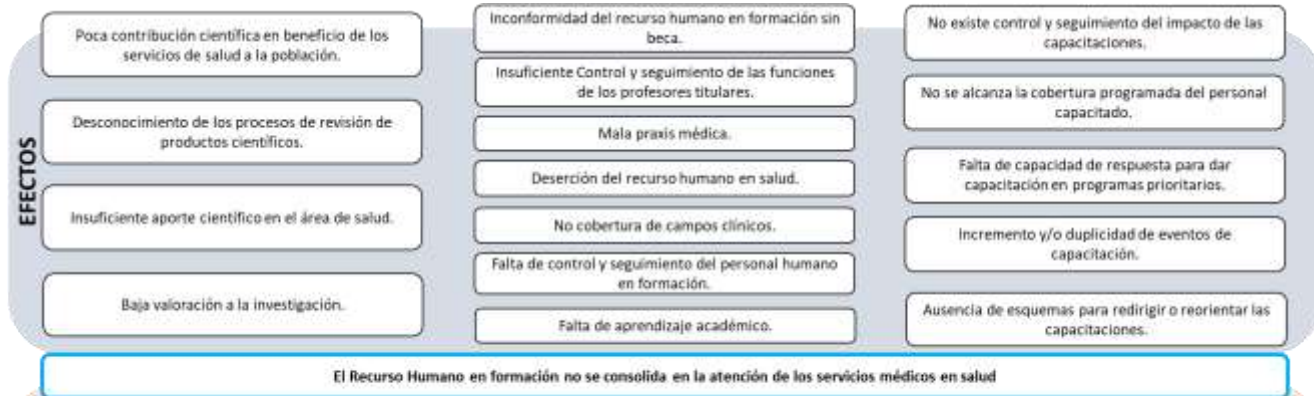 EFECTOS
Poca contribución científica en beneficio de los
servicios de salud a la población.
Desconocimiento de los procesos de revisión de
productos científicos.
Insuficiente aporte científico en el área de salud.
Baja valoración a la investigación.
Inconformidad del recurso humano en formación sin
beca.
Insuficiente Control y seguimiento de las funciones
de los profesores titulares.
Mala praxis médica.
Deserción del recurso humano en salud.
No cobertura de campos clínicos.
Falta de control y seguimiento del personal humano
en formación.
Falta de aprendizaje académico.
No existe control y seguimiento del impacto de las
capacitaciones.
No se alcanza la cobertura programada del personal
capacitado.
Falta de capacidad de respuesta para dar
capacitación en programas prioritarios.
Incremento y/o duplicidad de eventos de
capacitación.
Ausencia de esquemas para redirigir o reorientar las
capacitaciones.
El Recurso Humano en formación no se consolida en la atención de los servicios médicos en salud